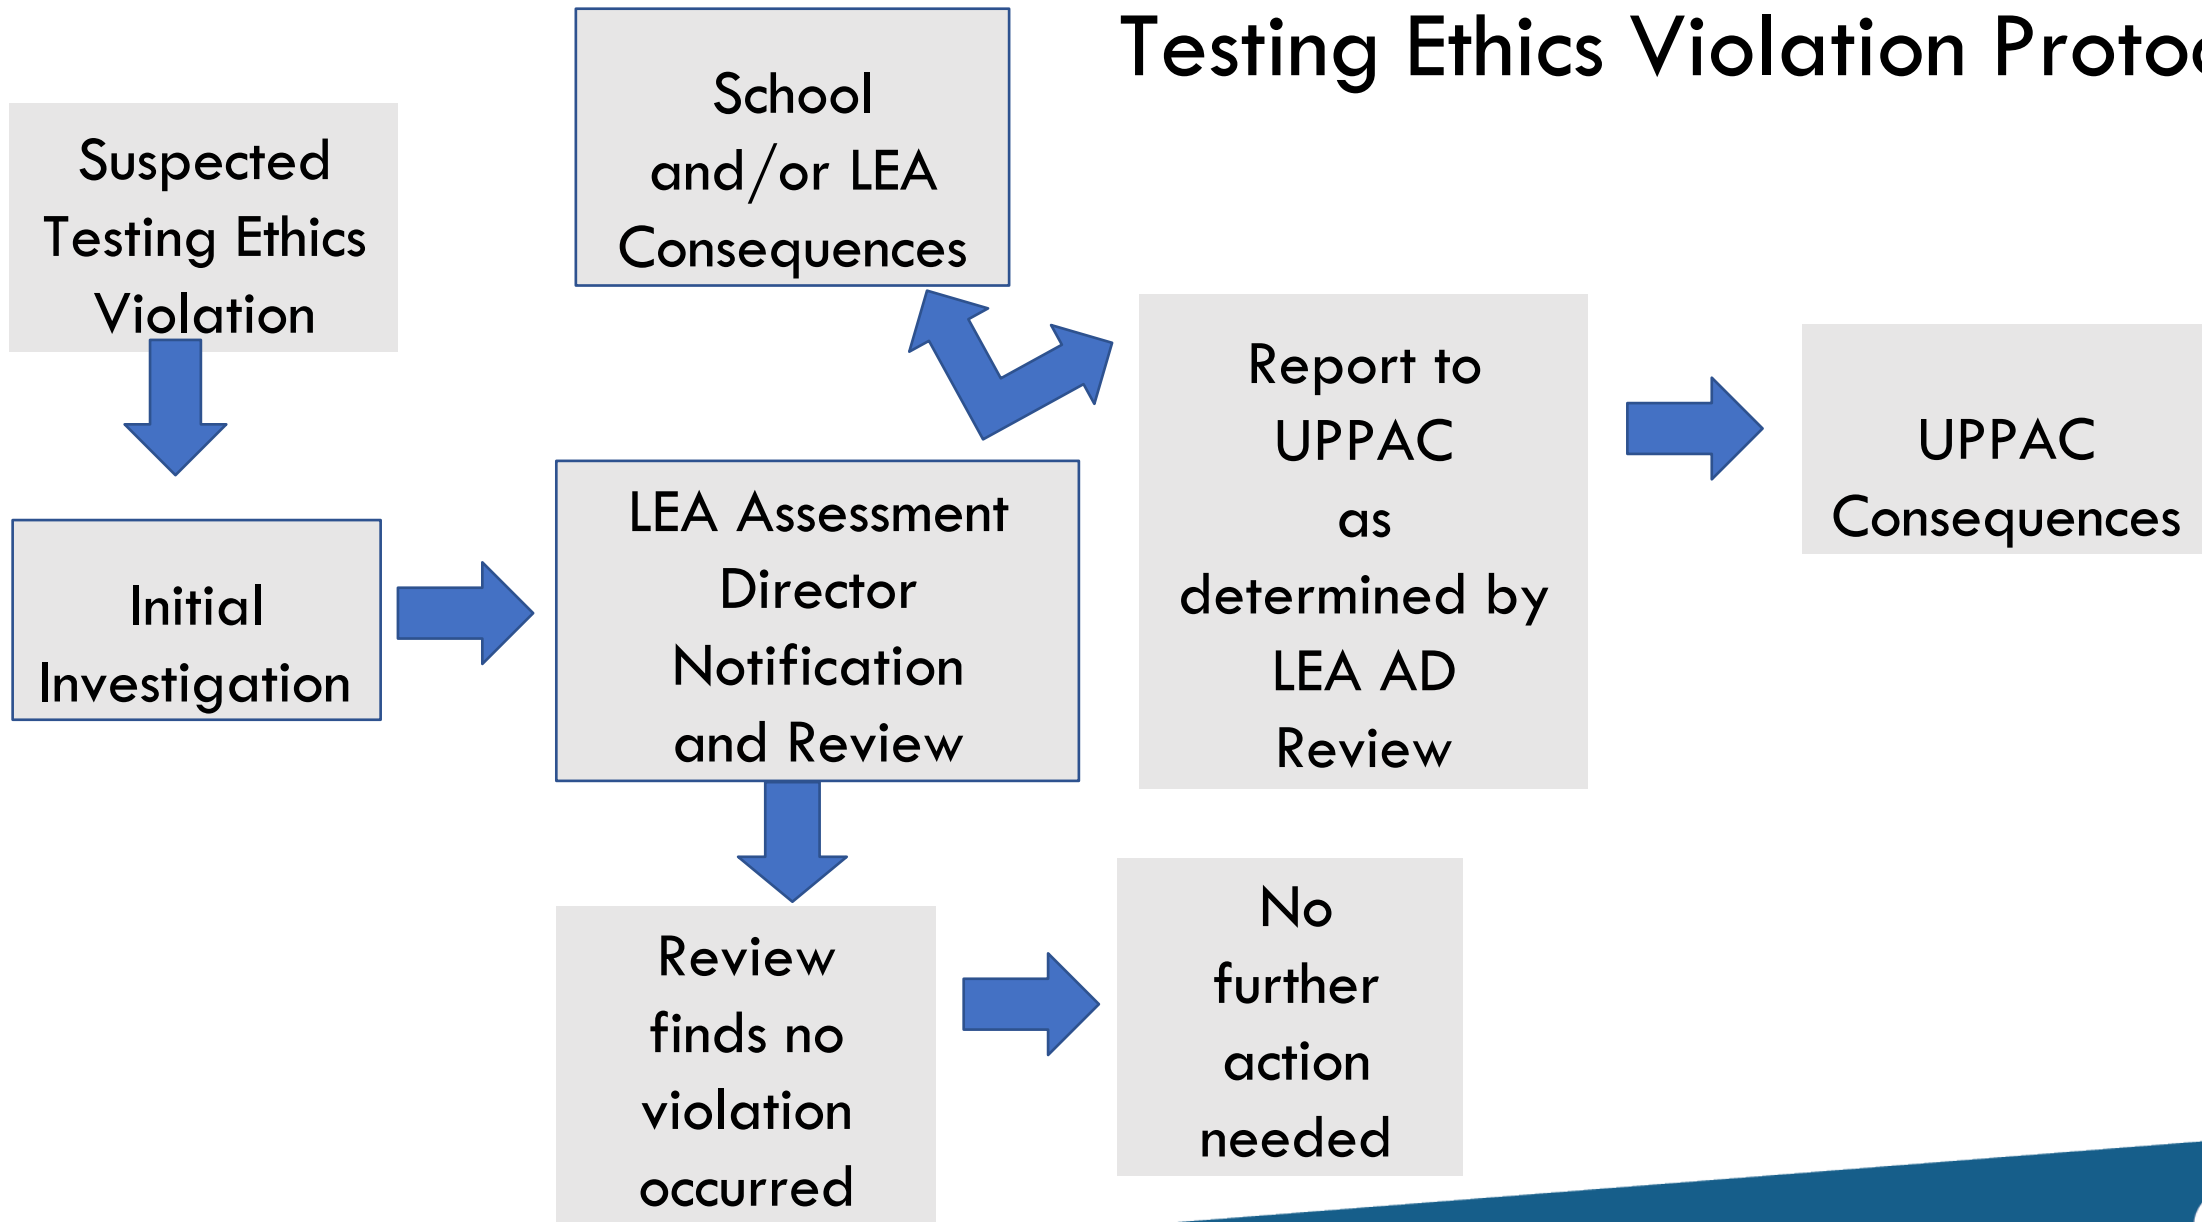 Testing Ethics Violation
Suspected
Testing Ethics
Violation
Initial
Investigation
School
and/or LEA
Consequences
LEA Assessment
Director
Notification
and Review
Report to
UPPAC
as
determined by
LEA AD
Review
UPPAC
Consequences
Review
finds no
violation
occurred
No
further
action
needed